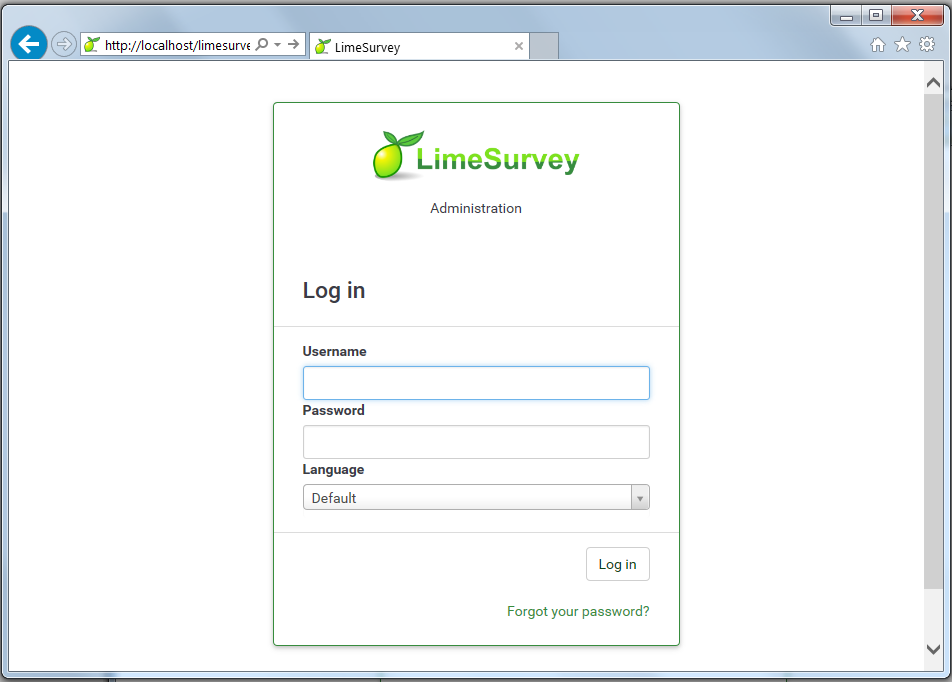 http://localhost/limesurve
LimeSurvey
LimeSurvey
Administration
Log in
Username
Password
Language
Default
Log in
Forgot your password?